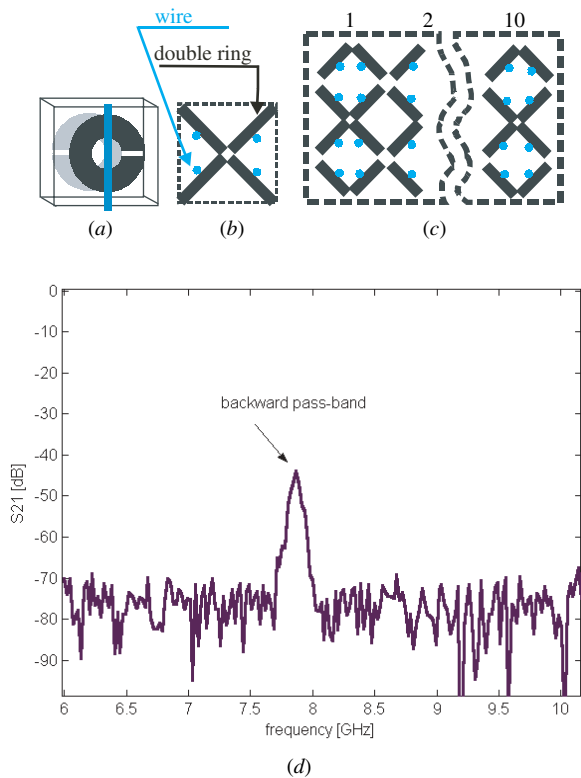 wire
double ring
1 2 10
(a) (b) (c)
0
-10
-20
-30
backward pass-band
-40
S21 [dB]
-50
-60
-70
-80
-90
6 6.5 7 7.5 8 8.5 9 9.5 10
frequency [GHz]
(d)